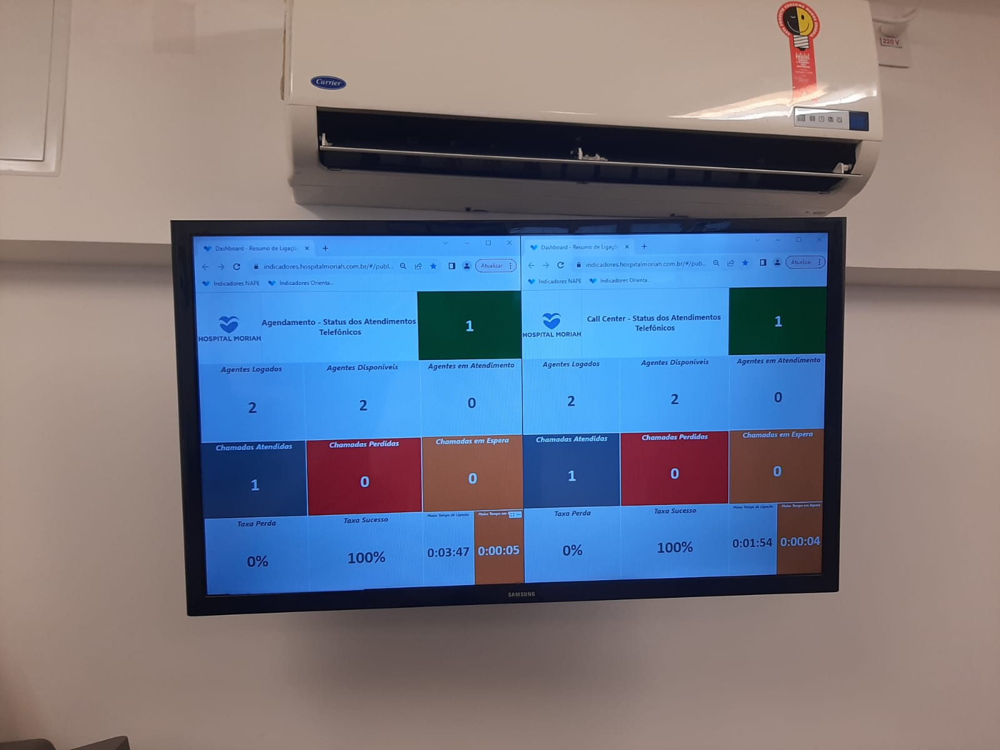 ESTE PRODUTO CONSOME MENOS ENERGIA
220 V
Carrier
Dashboard - Resumo de Ligaçõ
indicadores.hospitalmoriah.com.br/#/publ...
Atualizar
Indicadores NAPE
Indicadores Orienta...
HOSPITAL MORIAH
Agendamento - Status dos Atendimentos
Telefônicos
1
Agentes Logados
2
Agentes Disponíveis
2
Agentes em Atendimento
0
Chamadas Atendidas
1
Chamadas Perdidas
0
Chamadas em Espera
0
Taxa Perda
0%
Taxa Sucesso
100%
Maior Tempo de Ligação
0:03:47
Maior Tempo em
0:00:05
Dashboard - Resumo de Ligaçõ
indicadores.hospitalmoriah.com.br/#/pub...
Atualizar
Indicadores NAPE
Indicadores Orienta...
HOSPITAL MORIAH
Call Center - Status dos Atendimentos
Telefônicos
1
Agentes Logados
2
Agentes Disponíveis
2
Agentes em Atendimento
0
Chamadas Atendidas
1
Chamadas Perdidas
0
Chamadas em Espera
0
Taxa Perda
0%
Taxa Sucesso
100%
Maior Tempo de Ligação
0:01:54
Maior Tempo em Espera
0:00:04
SAMSUNG